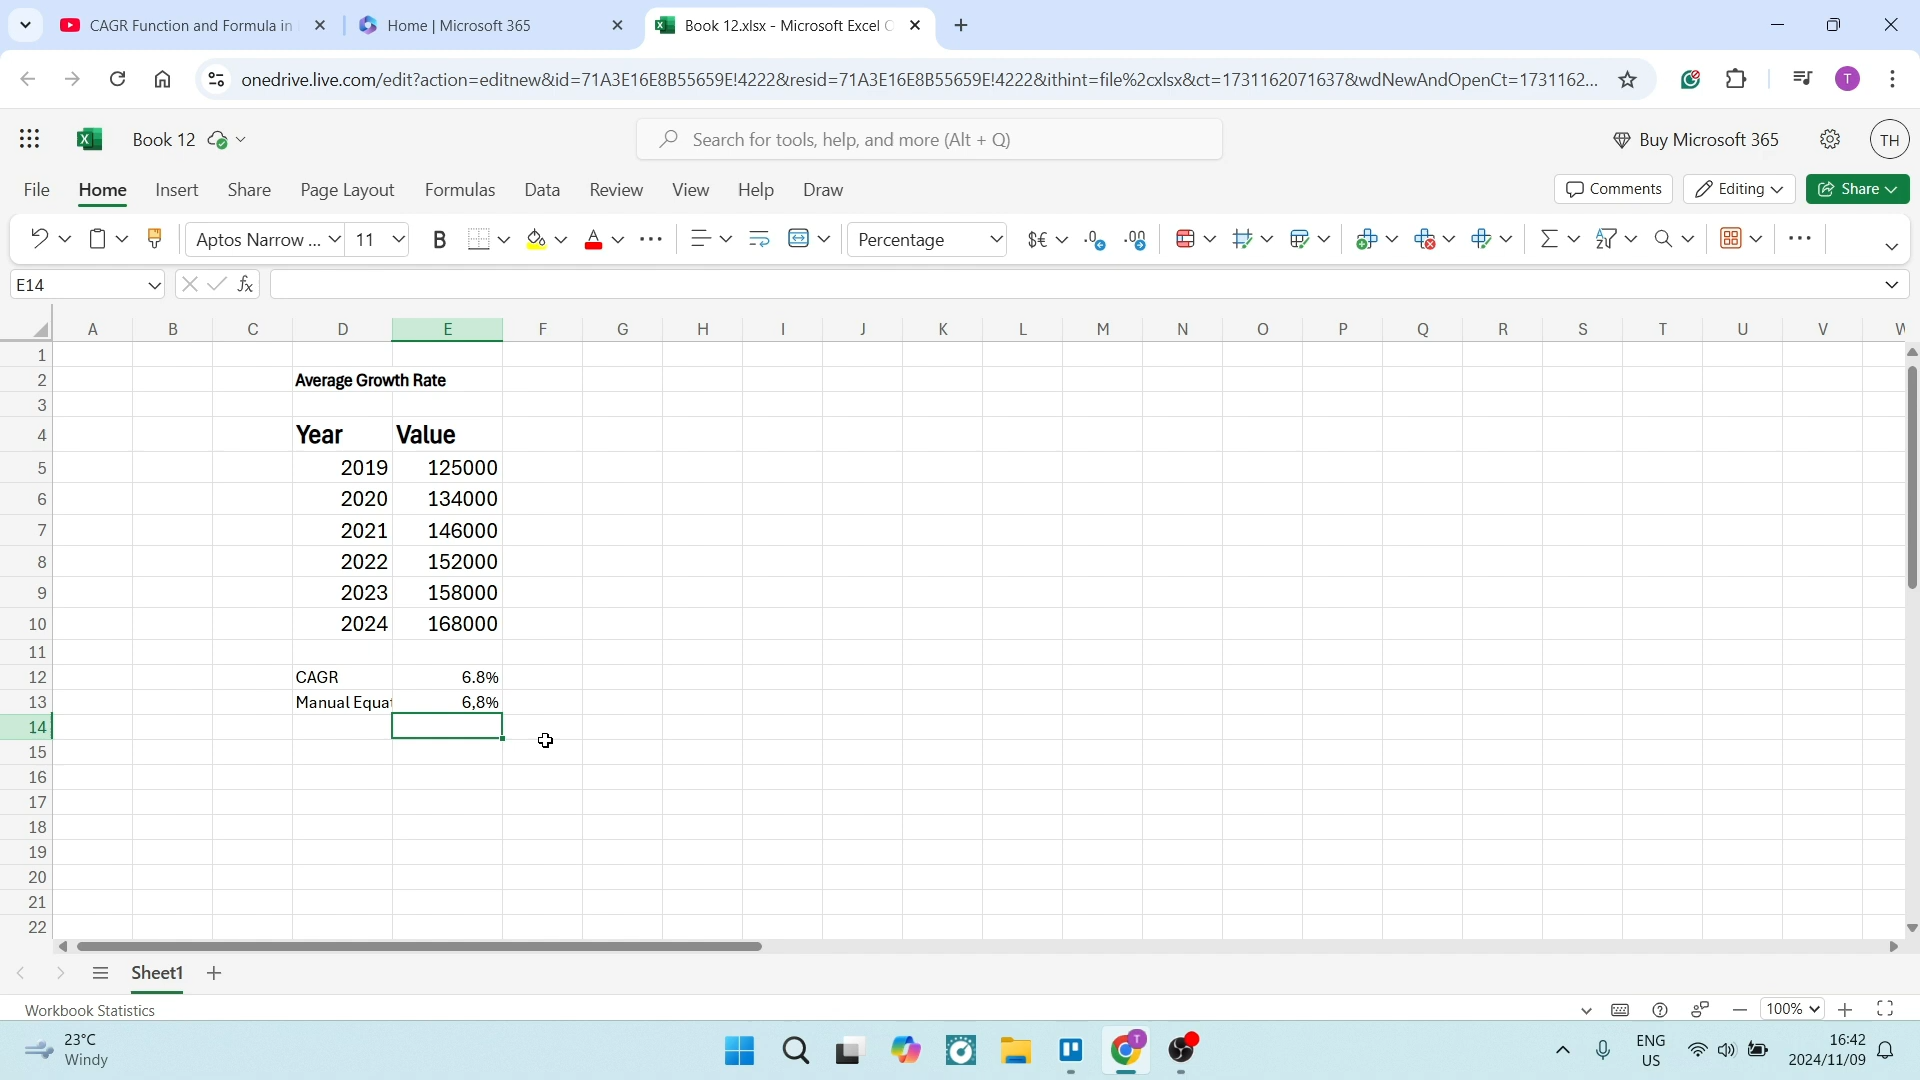 CAGR Function and Formula in
Home | Microsoft 365
Book 12.xlsx - Microsoft Excel O
onedrive.live.com/edit?action=editnew&id=71A3E16E8B55659E!4222&resid=71A3E16E8B55659E!4222&ithint=file%2cxlsx&ct=1731162071637&wdNewAndOpenCt=1731162...
T
Book 12
Search for tools, help, and more (Alt + Q)
Buy Microsoft 365
TH
File Home Insert Share Page Layout Formulas Data Review View Help Draw
Comments Editing Share
Aptos Narrow ... 11 B A Percentage $€
E14 fx
A B C D E F G H I J K L M N O P Q R S T U V W
1
2 Average Growth Rate
3
4 Year Value
5 2019 125000
6 2020 134000
7 2021 146000
8 2022 152000
9 2023 158000
10 2024 168000
11
12 CAGR 6.8%
13 Manual Equat 6,8%
14
15
16
17
18
19
20
21
22
Sheet1
Workbook Statistics
100%
23°C
Windy
T
ENG
US
16:42
2024/11/09